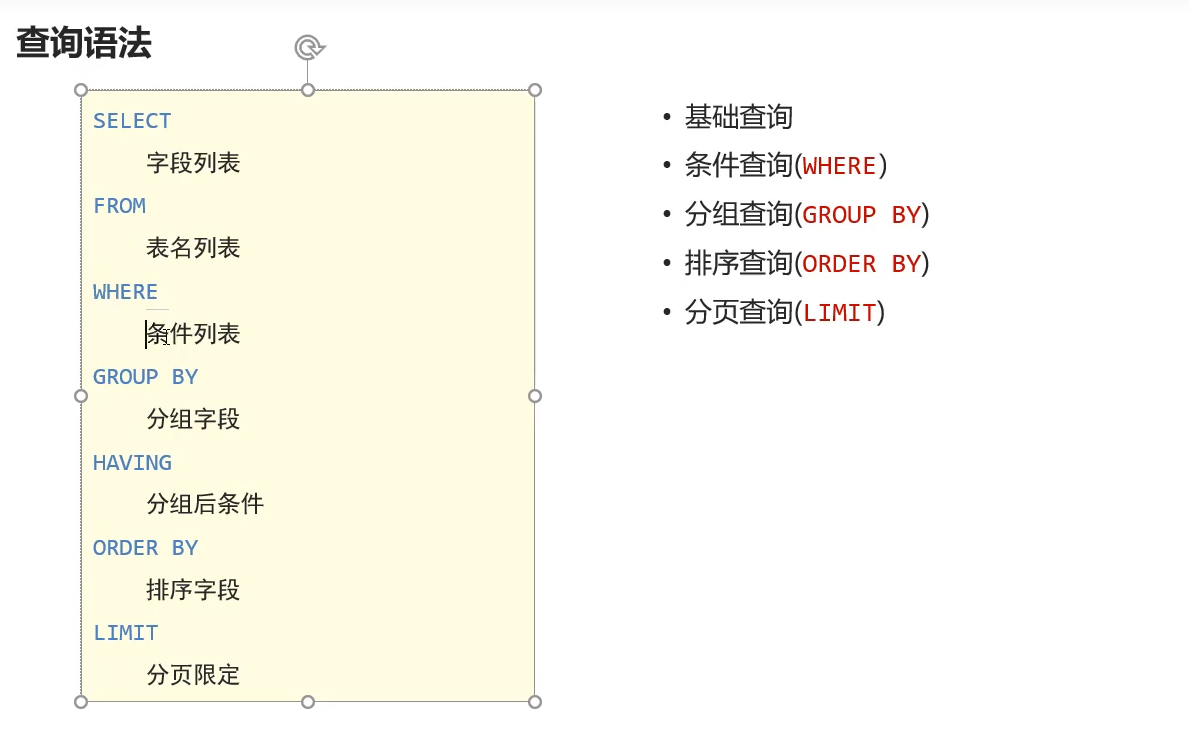 查询语法
SELECT
字段列表
FROM
表名列表
WHERE
条件列表
GROUP BY
分组字段
HAVING
分组后条件
ORDER BY
排序字段
LIMIT
分页限定
• 基础查询
• 条件查询(WHERE)
• 分组查询(GROUP BY)
• 排序查询(ORDER BY)
• 分页查询(LIMIT)